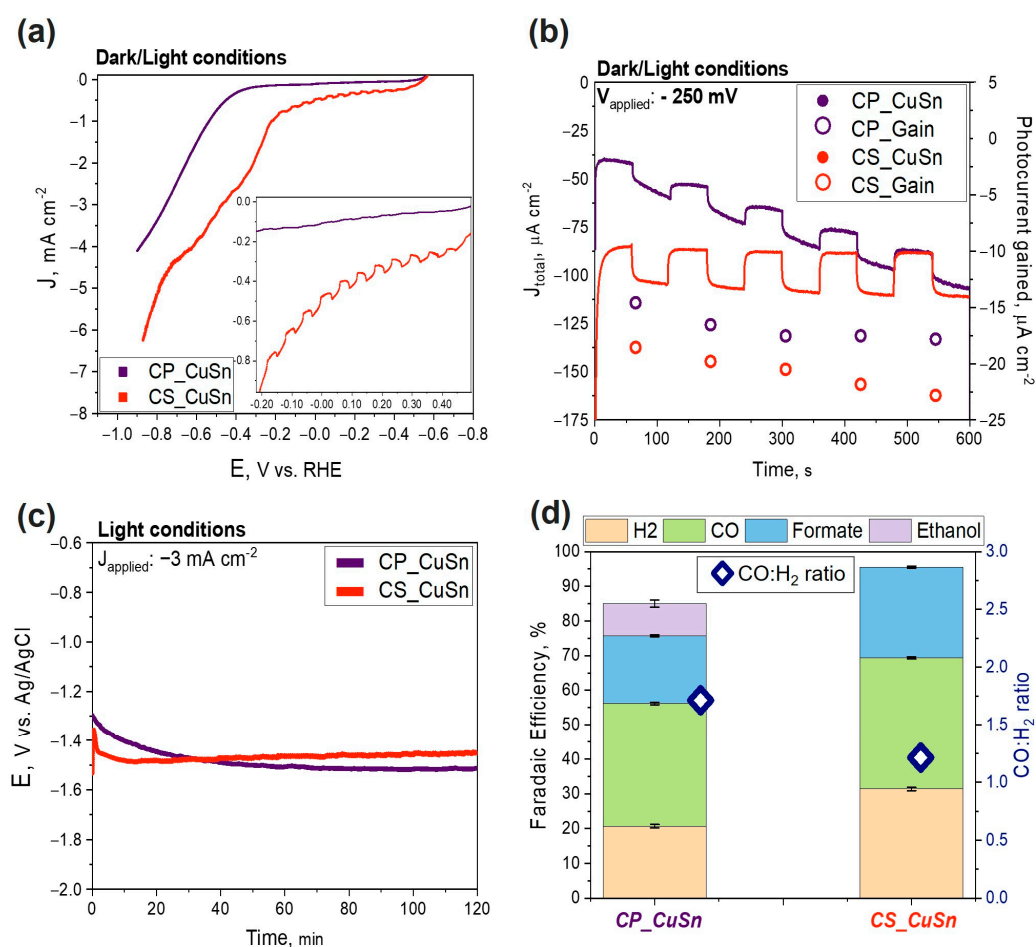 (a)
Dark/Light conditions
0
−1
−2
−3
−4
−5
−6
−7
−8
J, mA cm⁻²
−1.0 −0.8 −0.6 −0.4 −0.2 −0.0 −0.2 −0.4 −0.6 −0.8
E, V vs. RHE
CP_CuSn
CS_CuSn
0.0
−0.2
−0.4
−0.6
−0.8
-0.20 -0.10 0.00 0.10 0.20 0.30 0.40
(b)
Dark/Light conditions
V applied: - 250 mV
CP_CuSn
CP_Gain
CS_CuSn
CS_Gain
0
−25
−50
−75
−100
−125
−150
−175
J total, µA cm⁻²
5
0
−5
−10
−15
−20
−25
Photocurrent gained, µA cm⁻²
0 100 200 300 400 500 600
Time, s
(c)
Light conditions
J applied: −3 mA cm⁻²
CP_CuSn
CS_CuSn
−0.6
−0.8
−1.0
−1.2
−1.4
−1.6
−1.8
−2.0
E, V vs. Ag/AgCl
0 20 40 60 80 100 120
Time, min
(d)
H2 CO Formate Ethanol
CO:H₂ ratio
100
90
80
70
60
50
40
30
20
10
0
Faradaic Efficiency, %
3.0
2.5
2.0
1.5
1.0
0.5
0.0
CO:H₂ ratio
CP_CuSn CS_CuSn